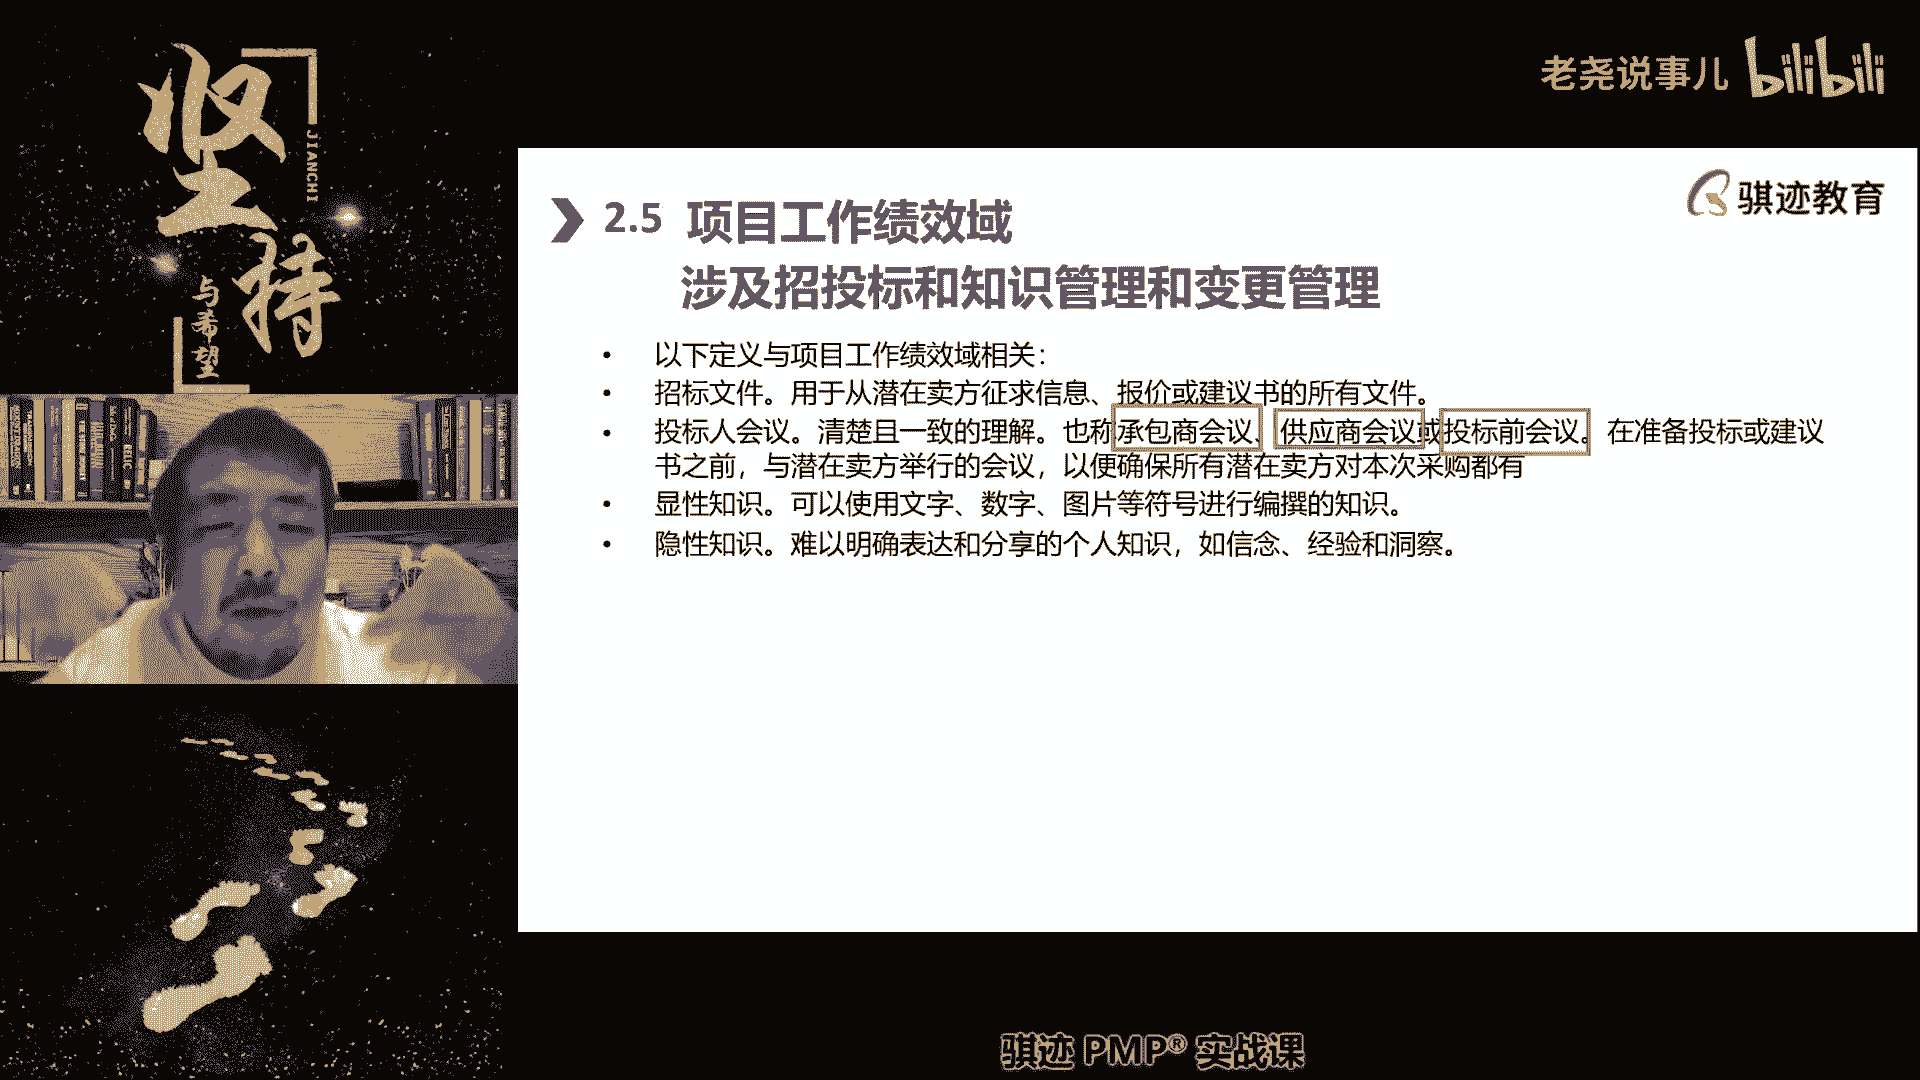 坚持
JIANCHI
与希望
老尧说事儿 bilibili
骐迹教育
2.5 项目工作绩效域
涉及招投标和知识管理和变更管理
• 以下定义与项目工作绩效域相关：
• 招标文件。用于从潜在卖方征求信息、报价或建议书的所有文件。
• 投标人会议。清楚且一致的理解。也称承包商会议、供应商会议或投标前会议。在准备投标或建议
书之前，与潜在卖方举行的会议，以便确保所有潜在卖方对本次采购都有
• 显性知识。可以使用文字、数字、图片等符号进行编撰的知识。
• 隐性知识。难以明确表达和分享的个人知识，如信念、经验和洞察。
骐迹 PMP® 实战课